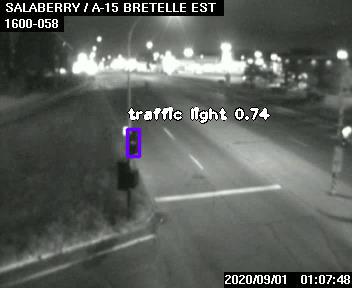 SALABERRY / A-15 BRETELLE EST
1600-058
traffic light 0.74
2020/09/01 01:07:48